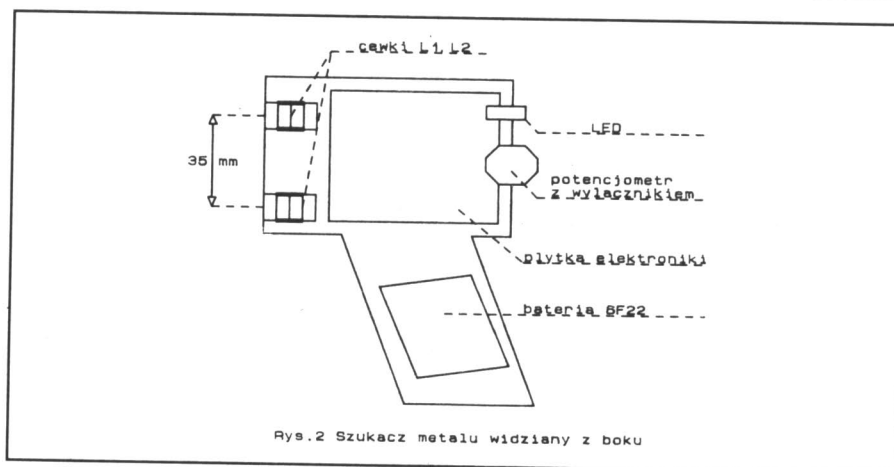 cewki L1 L2
LED
35 mm
potencjometr
z wylacznikiem
plytka elektroniki
bateria 6F22
Rys.2 Szukacz metalu widziany z boku